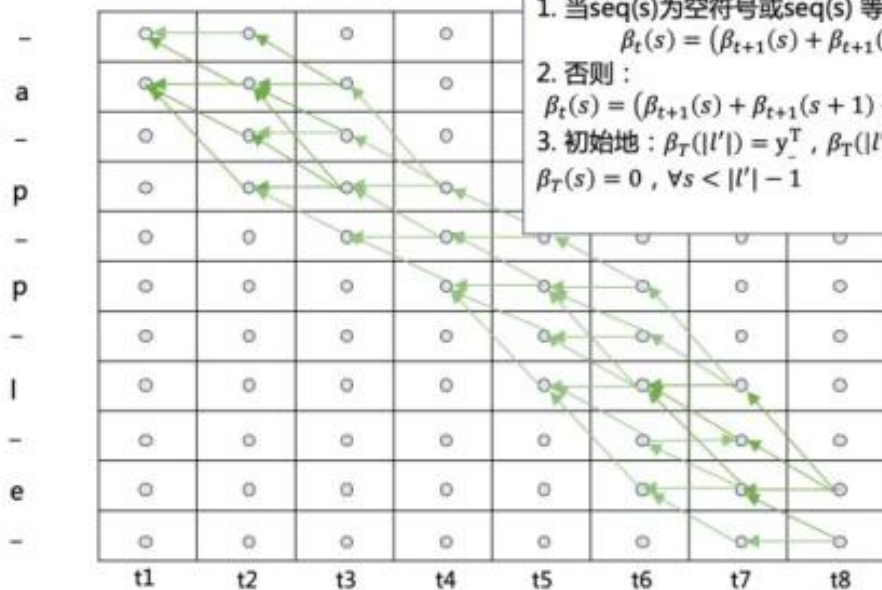 1. 当seq(s)为空符号或seq(s) 等
β_t(s) = (β_{t+1}(s) + β_{t+1}(
2. 否则：
β_t(s) = (β_{t+1}(s) + β_{t+1}(s + 1)
3. 初始地：β_T(|l'|) = y_-^T , β_T(|l'
β_T(s) = 0 , ∀s < |l'| − 1
–
a
–
p
–
p
–
l
–
e
–
t1 t2 t3 t4 t5 t6 t7 t8